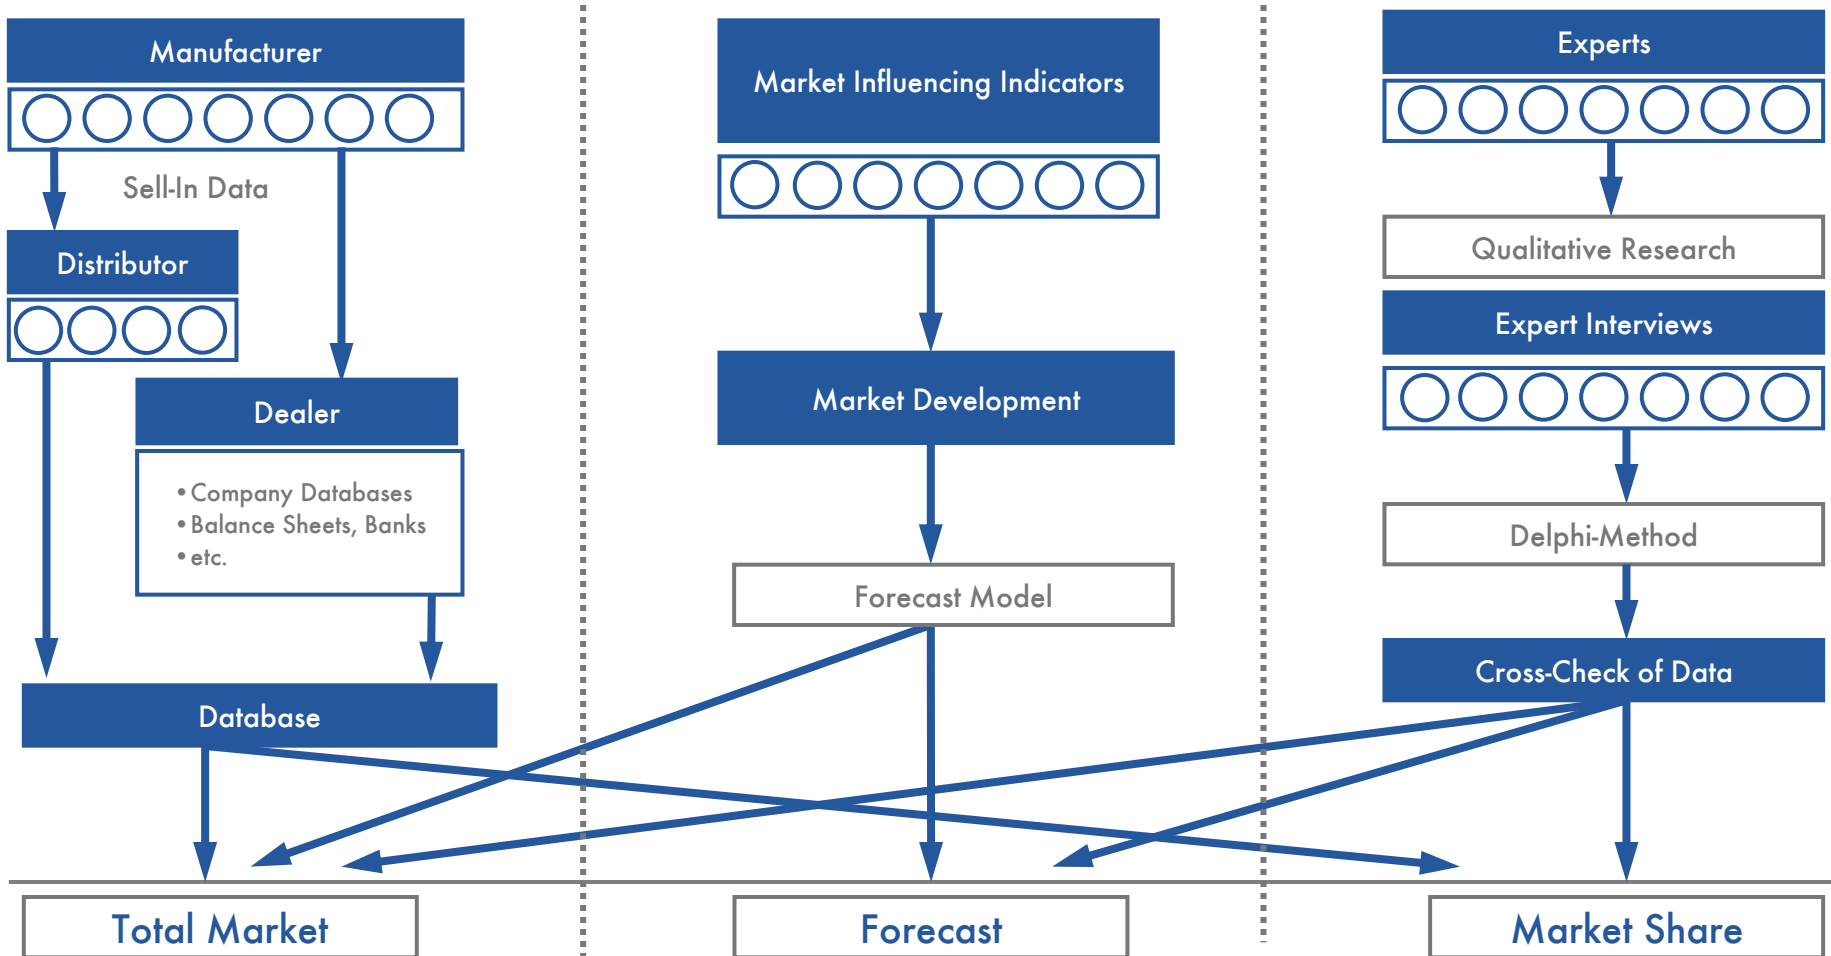 Manufacturer
Sell-In Data
Distributor
Dealer
•Company Databases
•Balance Sheets, Banks
•etc.
Database
Total Market
Market Influencing Indicators
Market Development
Forecast Model
Forecast
Experts
Qualitative Research
Expert Interviews
Delphi-Method
Cross-Check of Data
Market Share